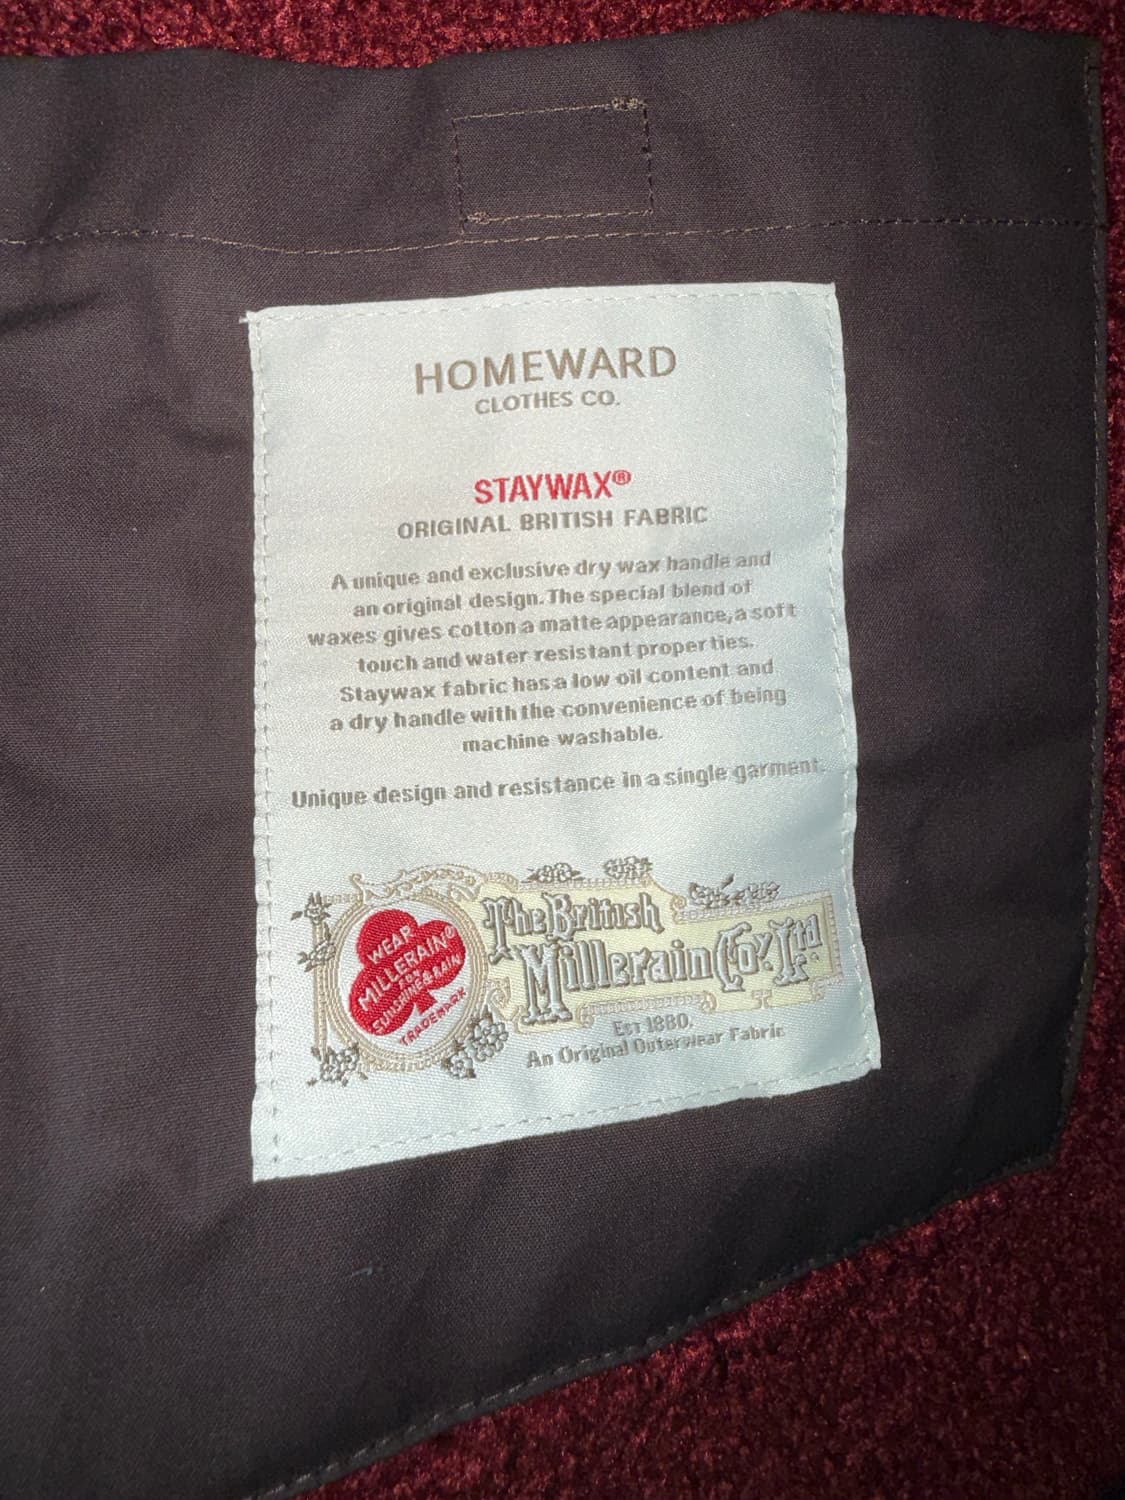 HOMEWARD
CLOTHES CO.
STAYWAX®
ORIGINAL BRITISH FABRIC
A unique and exclusive dry wax handle and
an original design. The special blend of
waxes gives cotton a matte appearance, a soft
touch and water resistant properties.
Staywax fabric has a low oil content and
a dry handle with the convenience of being
machine washable.
Unique design and resistance in a single garment.
WEAR
MILLERAIN®
FOR
SUNSHINE & RAIN
TRADEMARK
The British
Millerain Co.y. Ltd.
EST 1880.
An Original Outerwear Fabric